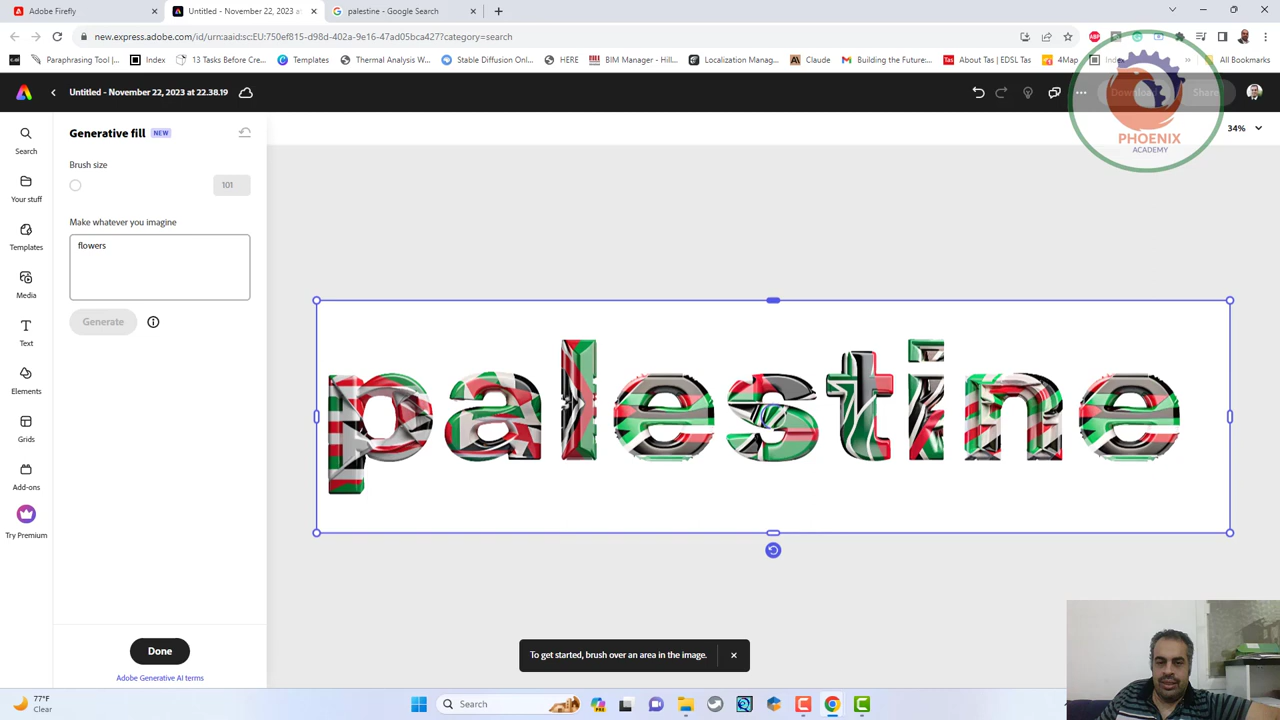 Adobe Firefly
Untitled - November 22, 2023 at
palestine - Google Search
new.express.adobe.com/id/urn:aaid:sc:EU:750ef815-d98d-402a-9e16-47ad05bca427?category=search
Paraphrasing Tool |...
Index
13 Tasks Before Cre...
Templates
Thermal Analysis Ver...
Stable Diffusion Onl...
HERE
BIM Manager - Hill...
Localization Manag...
Claude
Building the Future:...
About Tas | EDSL Tas
4Map
Index
All Bookmarks
Untitled - November 22, 2023 at 22.38.19
Download
Share
PHOENIX
ACADEMY
34%
Search
Your stuff
Templates
Media
Text
Elements
Grids
Add-ons
Try Premium
Generative fill NEW
Brush size
101
Make whatever you imagine
flowers
Generate
palestine
To get started, brush over an area in the image.
Done
Adobe Generative AI terms
77°F
Clear
Search